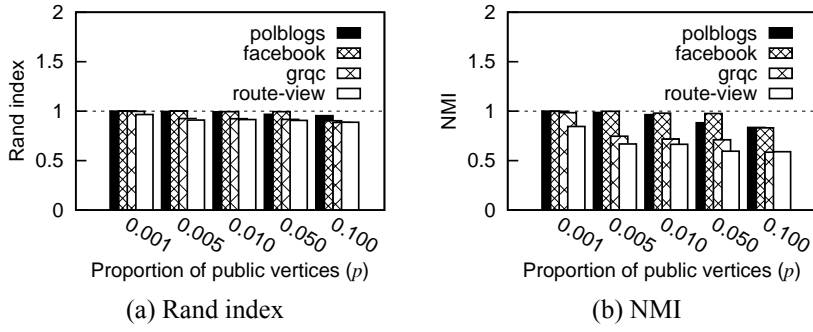 2
1.5
1
0.5
0
Rand index
polblogs
facebook
grqc
route-view
0.001
0.005
0.010
0.050
0.100
Proportion of public vertices (p)
(a) Rand index
2
1.5
1
0.5
0
NMI
polblogs
facebook
grqc
route-view
0.001
0.005
0.010
0.050
0.100
Proportion of public vertices (p)
(b) NMI